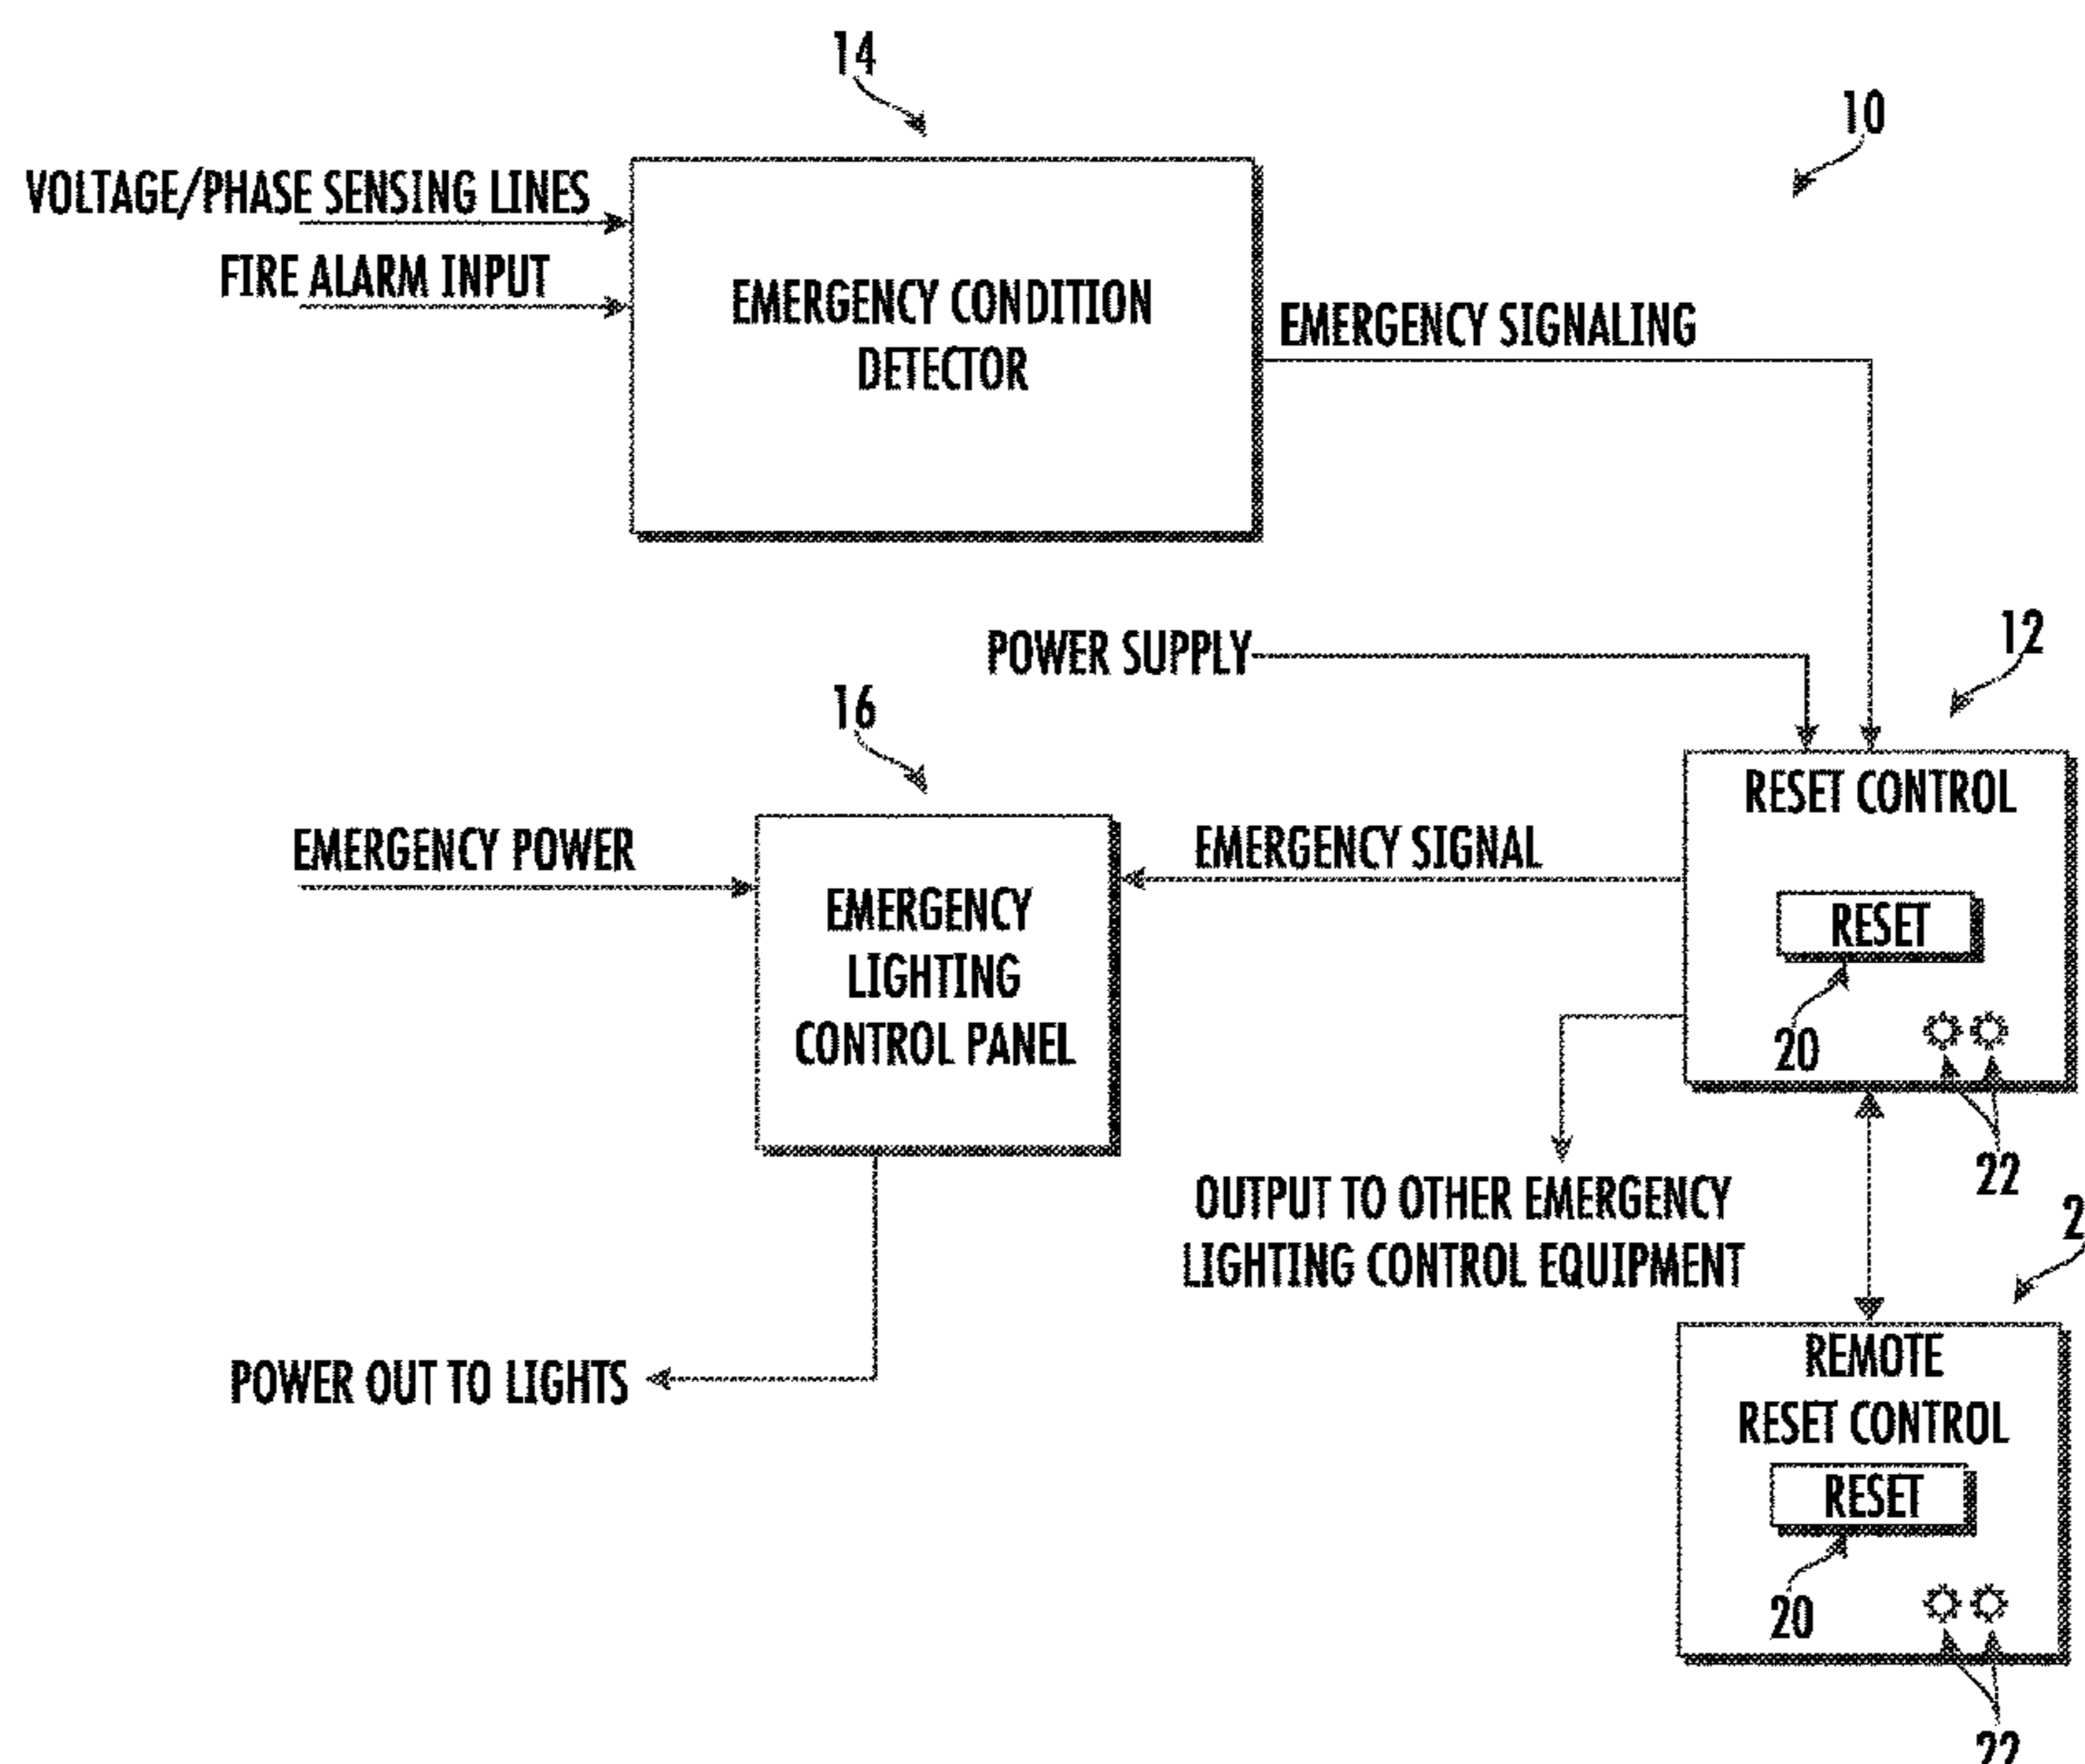 14
10
VOLTAGE/PHASE SENSING LINES
FIRE ALARM INPUT
EMERGENCY CONDITION
DETECTOR
EMERGENCY SIGNALING
POWER SUPPLY
12
16
RESET CONTROL
EMERGENCY POWER
EMERGENCY SIGNAL
EMERGENCY
LIGHTING
CONTROL PANEL
RESET
20
22
OUTPUT TO OTHER EMERGENCY
LIGHTING CONTROL EQUIPMENT
POWER OUT TO LIGHTS
REMOTE
RESET CONTROL
RESET
20
22